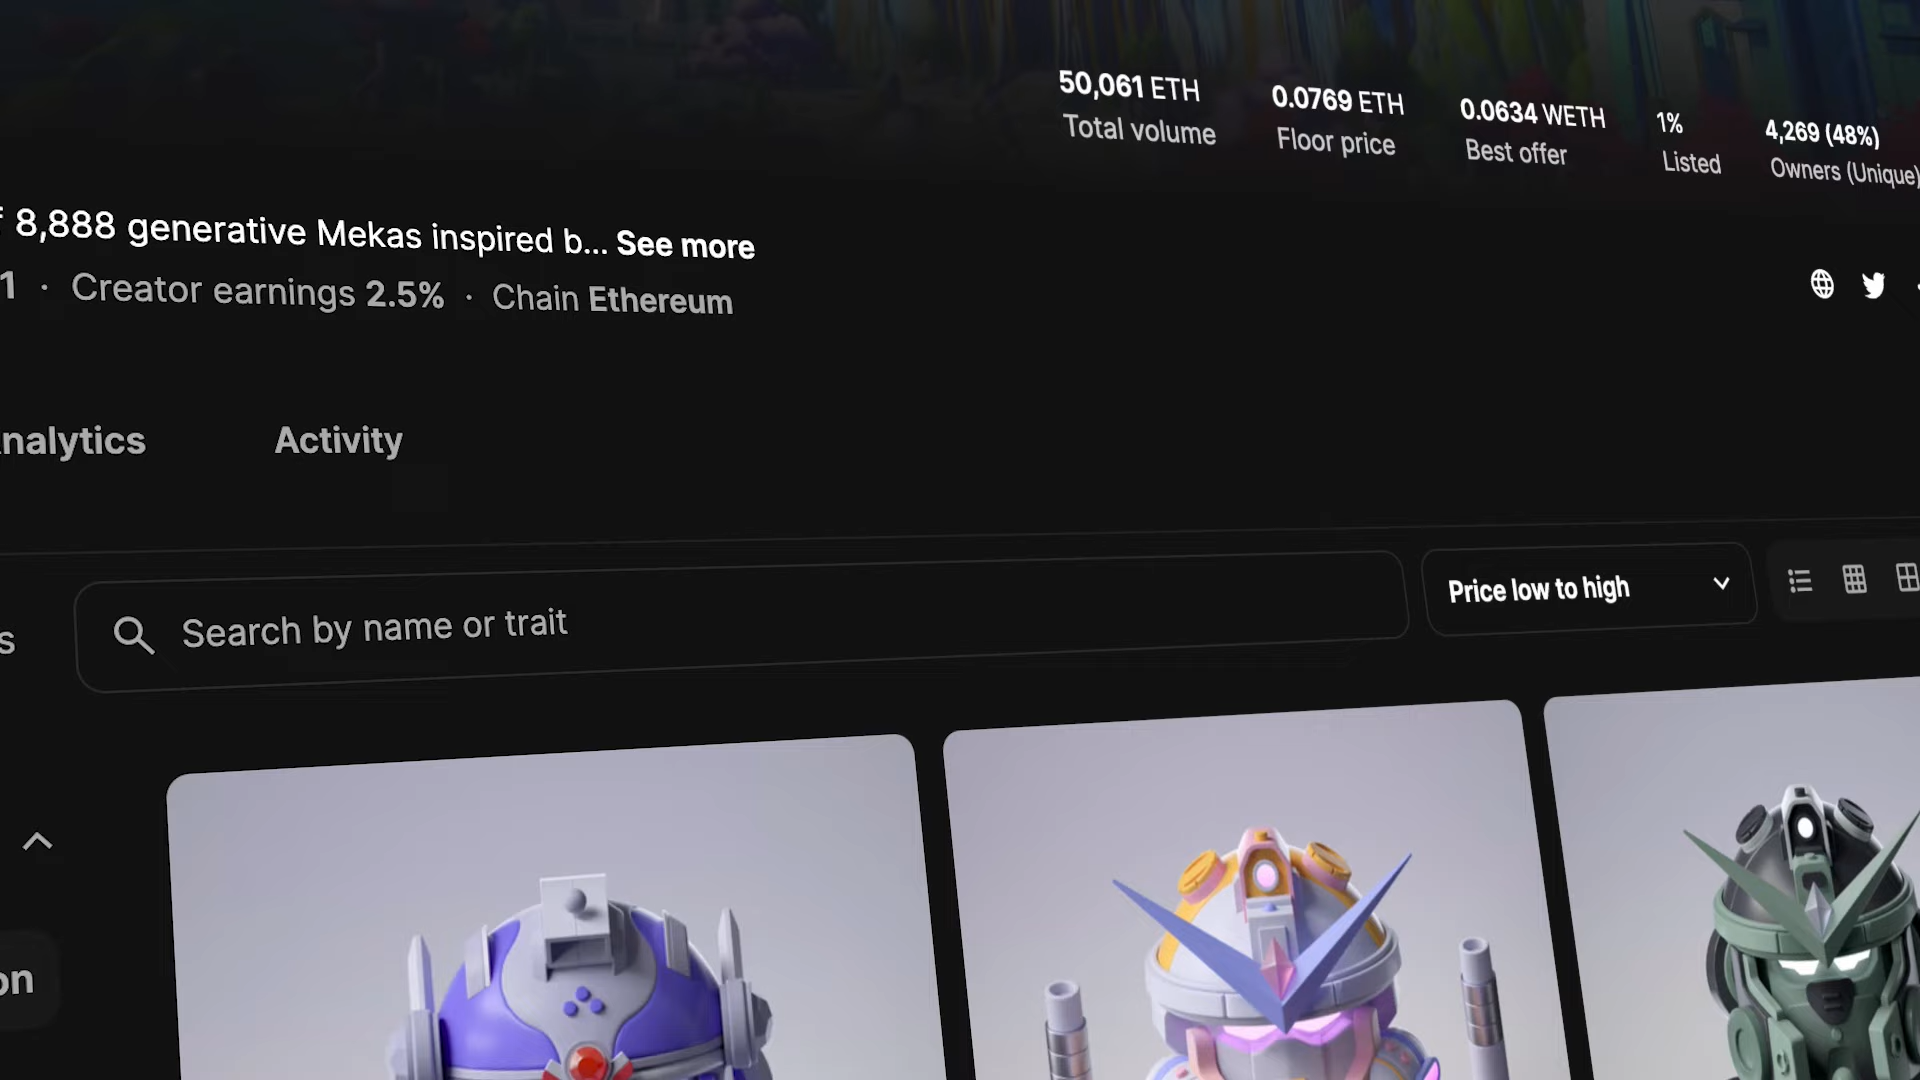 50,061 ETH
Total volume
0.0769 ETH
Floor price
0.0634 WETH
Best offer
1%
Listed
4,269 (48%)
Owners (Unique)
8,888 generative Mekas inspired b... See more
1 · Creator earnings 2.5% · Chain Ethereum
nalytics
Activity
s
Search by name or trait
Price low to high
on